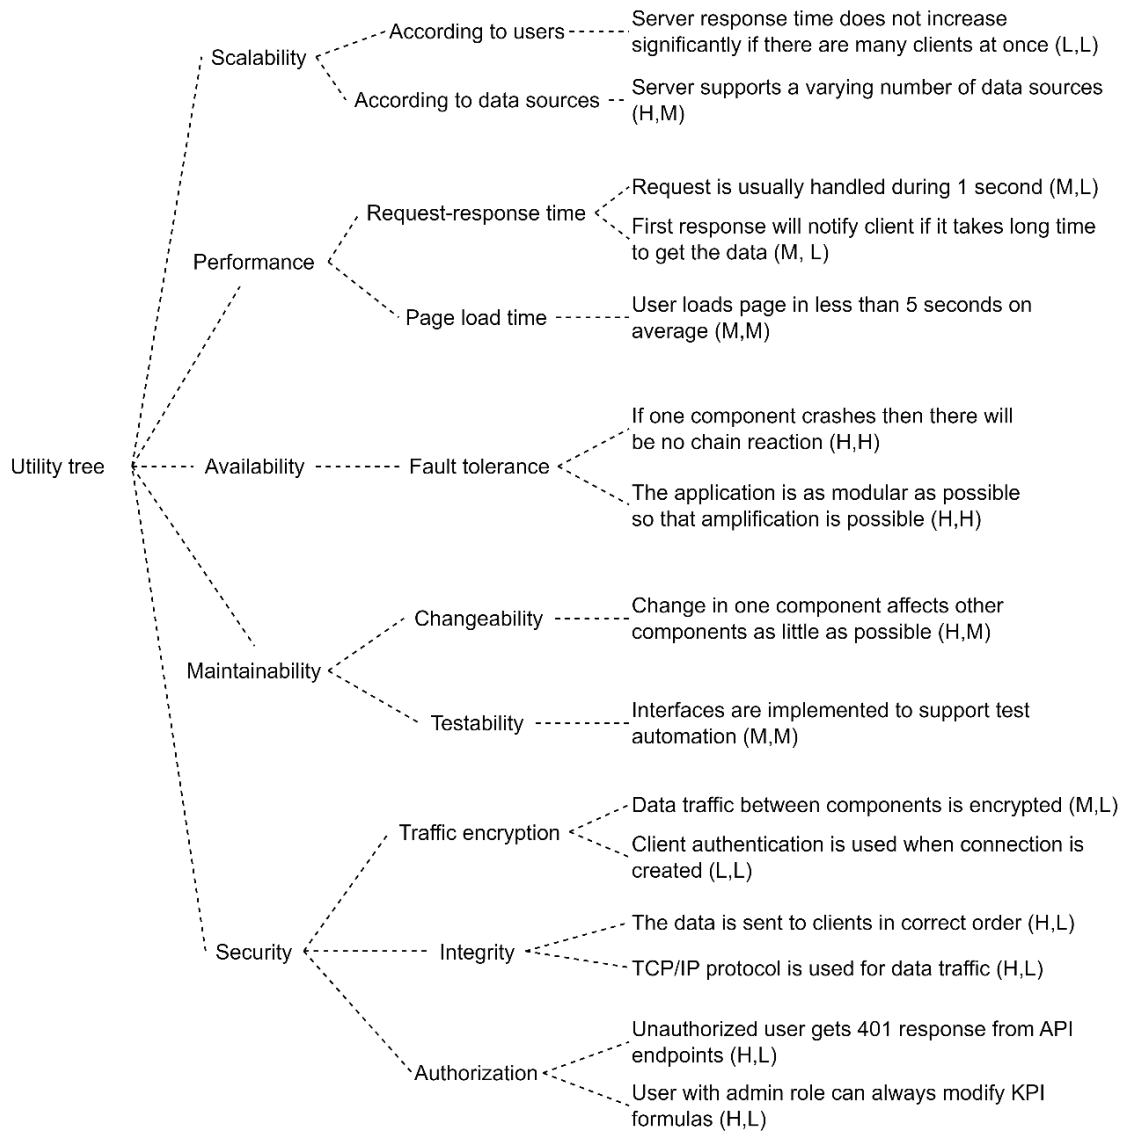 Utility tree
Scalability
According to users
Server response time does not increase
significantly if there are many clients at once (L,L)
According to data sources
Server supports a varying number of data sources
(H,M)
Performance
Request-response time
Request is usually handled during 1 second (M,L)
First response will notify client if it takes long time
to get the data (M, L)
Page load time
User loads page in less than 5 seconds on
average (M,M)
Availability
Fault tolerance
If one component crashes then there will
be no chain reaction (H,H)
The application is as modular as possible
so that amplification is possible (H,H)
Maintainability
Changeability
Change in one component affects other
components as little as possible (H,M)
Testability
Interfaces are implemented to support test
automation (M,M)
Security
Traffic encryption
Data traffic between components is encrypted (M,L)
Client authentication is used when connection is
created (L,L)
Integrity
The data is sent to clients in correct order (H,L)
TCP/IP protocol is used for data traffic (H,L)
Authorization
Unauthorized user gets 401 response from API
endpoints (H,L)
User with admin role can always modify KPI
formulas (H,L)